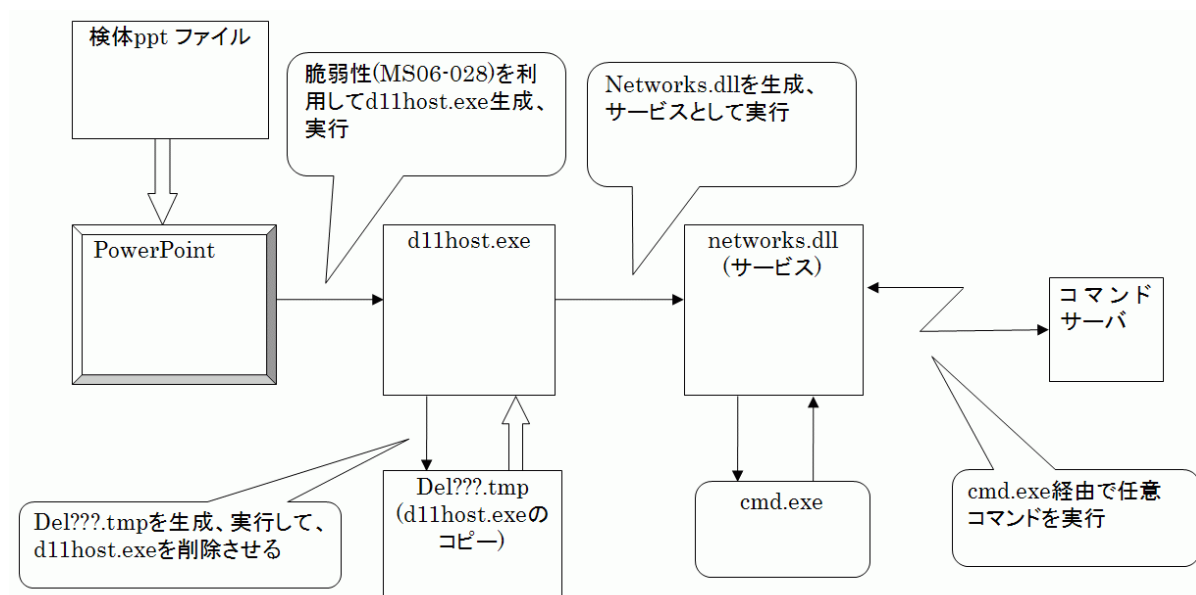 検体ppt ファイル
脆弱性(MS06-028)を利
用してd11host.exe生成、
実行
Networks.dllを生成、
サービスとして実行
PowerPoint
d11host.exe
networks.dll
(サービス)
コマンド
サーバ
Del???.tmpを生成、実行して、
d11host.exeを削除させる
Del???.tmp
(d11host.exeの
コピー)
cmd.exe
cmd.exe経由で任意
コマンドを実行